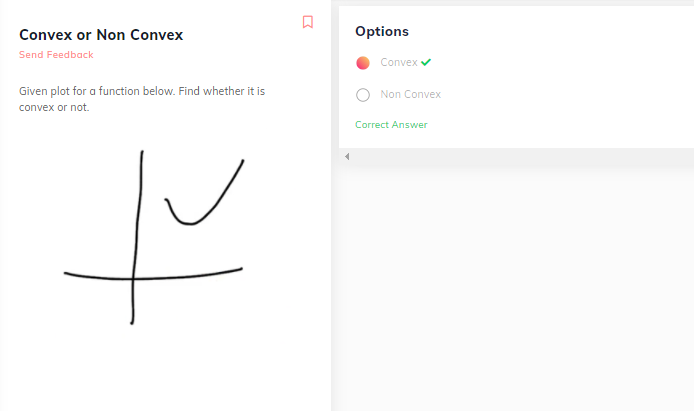 Convex or Non Convex
Send Feedback
Given plot for a function below. Find whether it is
convex or not.
Options
Convex
Non Convex
Correct Answer